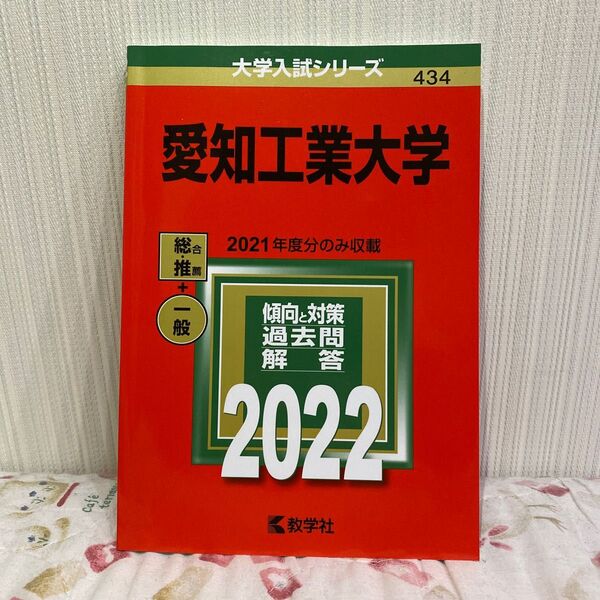 大学入試シリーズ
434
愛知工業大学
2021年度分のみ収載
総合・推薦
+
一般
傾向と対策
過去問
解答
2022
教学社
Café